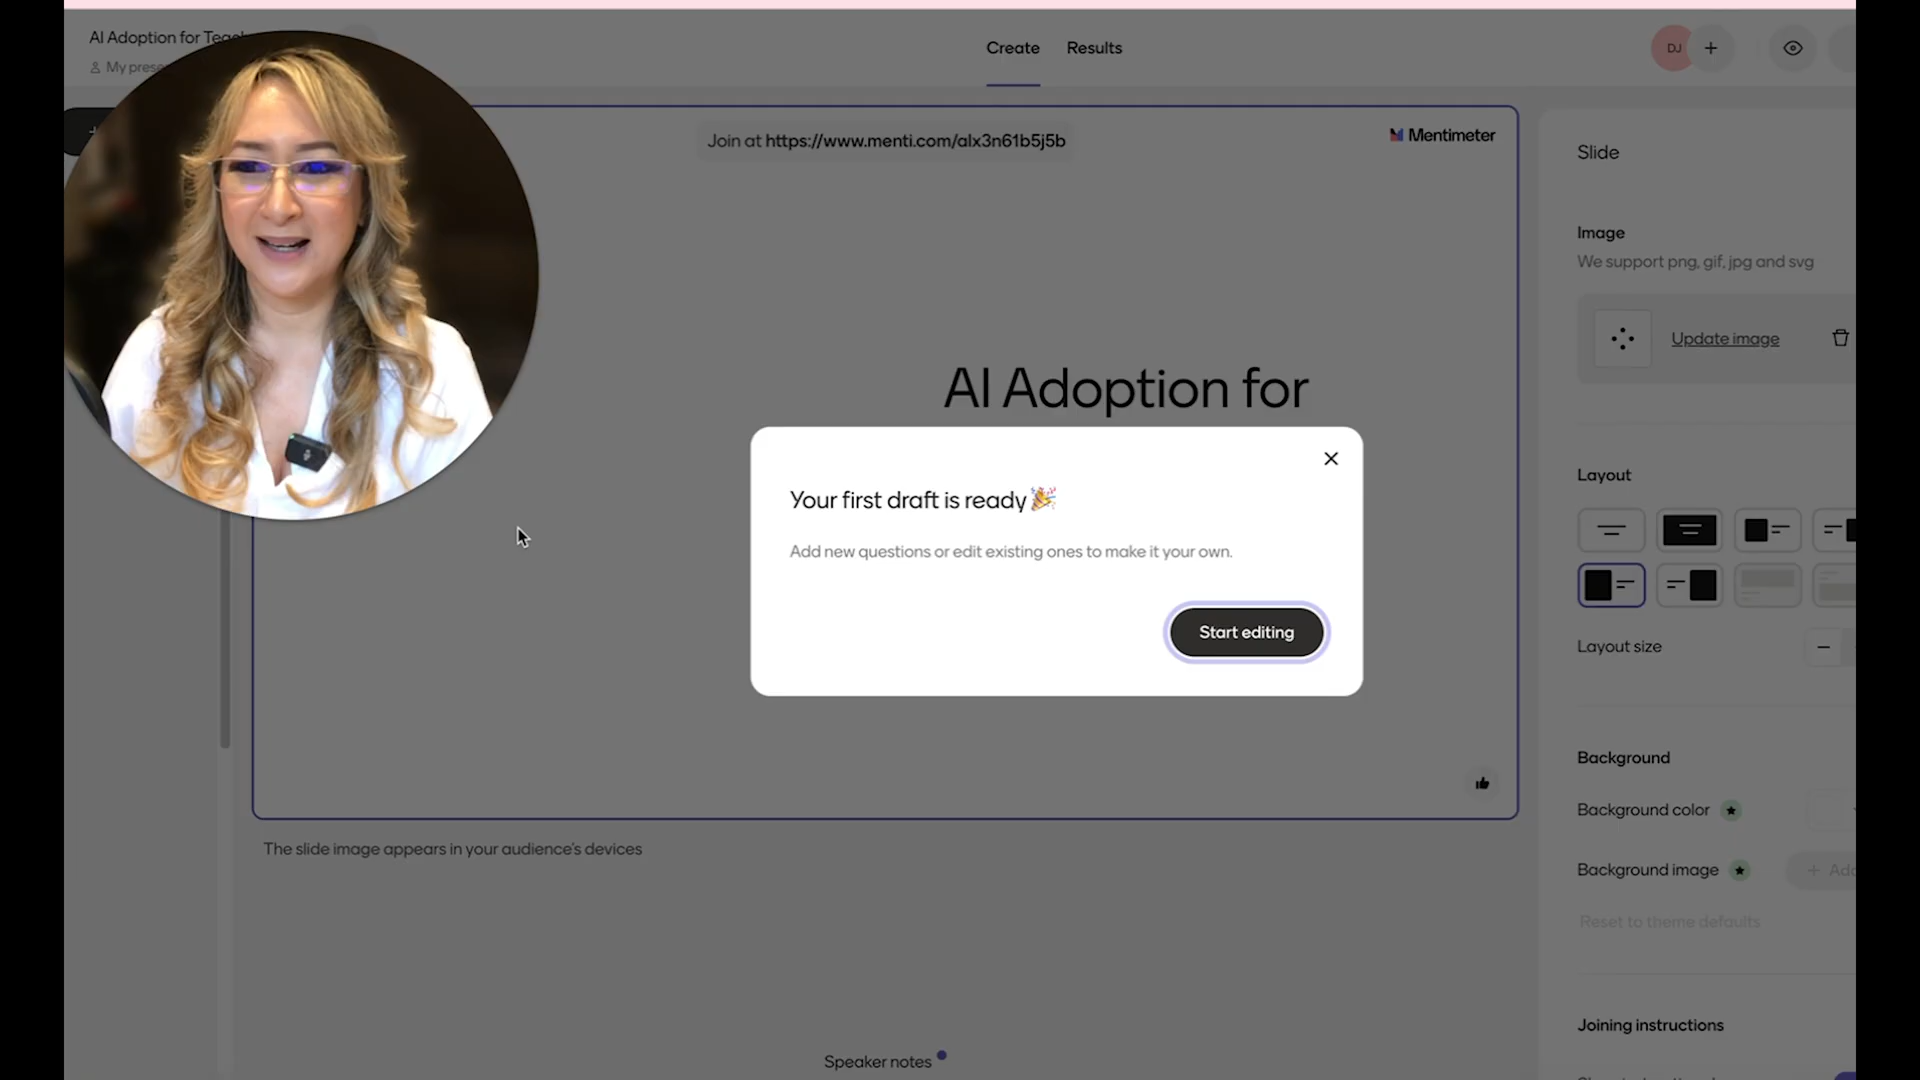 AI Adoption for
My
Create
Results
DJ
Join at https://www.menti.com/alx3n61b5j5b
Mentimeter
AI Adoption for
Your first draft is ready
Add new questions or edit existing ones to make it your own.
Start editing
The slide image appears in your audience's devices
Speaker notes
Slide
Image
We support png, gif, jpg and svg
Update image
Layout
Layout size
Background
Background color
Background image
Reset to theme defaults
Joining instructions